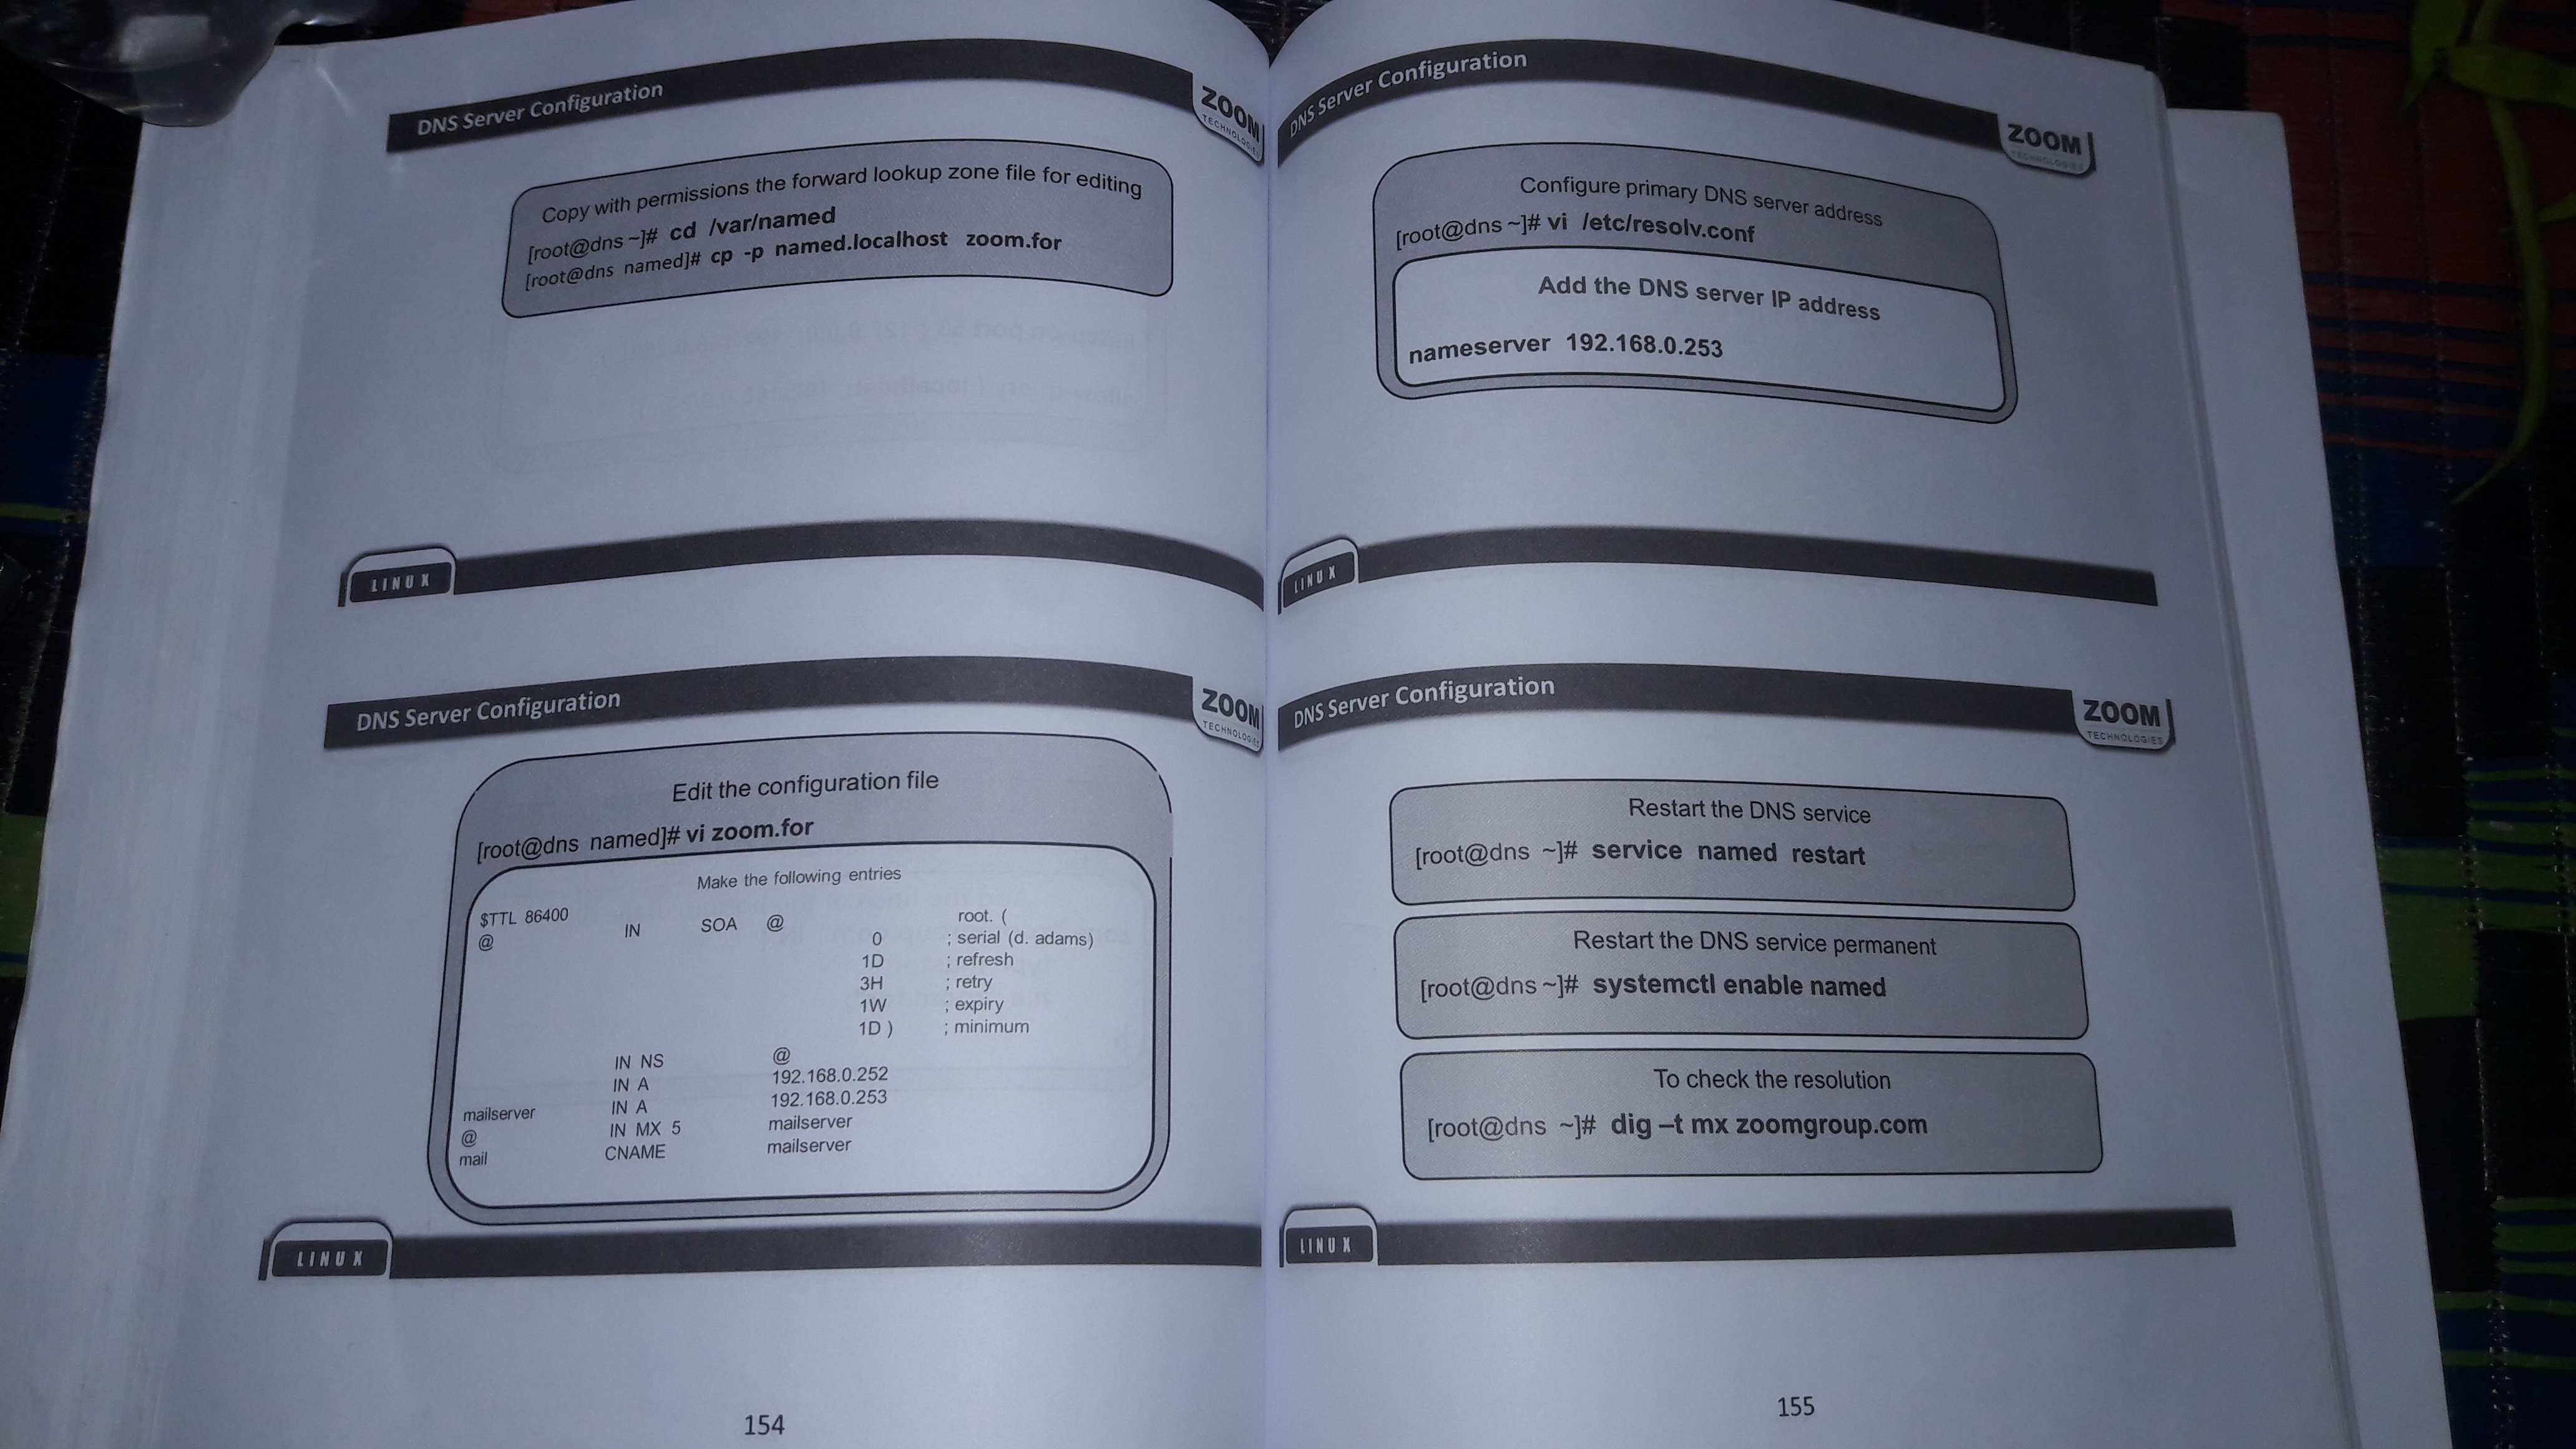 DNS Server Configuration
ZOOM
TECHNOLOGIES
Copy with permissions the forward lookup zone file for editing
[root@dns ~]# cd /var/named
[root@dns named]# cp -p named.localhost zoom.for
LINUX
DNS Server Configuration
ZOOM
TECHNOLOGIES
Edit the configuration file
[root@dns named]# vi zoom.for
Make the following entries
$TTL 86400
@ IN SOA @ root. (
0 ; serial (d. adams)
1D ; refresh
3H ; retry
1W ; expiry
1D ) ; minimum
IN NS @
IN A 192.168.0.252
mailserver IN A 192.168.0.253
@ IN MX 5 mailserver
mail CNAME mailserver
LINUX
154
DNS Server Configuration
ZOOM
TECHNOLOGIES
Configure primary DNS server address
[root@dns ~]# vi /etc/resolv.conf
Add the DNS server IP address
nameserver 192.168.0.253
LINUX
DNS Server Configuration
ZOOM
TECHNOLOGIES
Restart the DNS service
[root@dns ~]# service named restart
Restart the DNS service permanent
[root@dns ~]# systemctl enable named
To check the resolution
[root@dns ~]# dig –t mx zoomgroup.com
LINUX
155